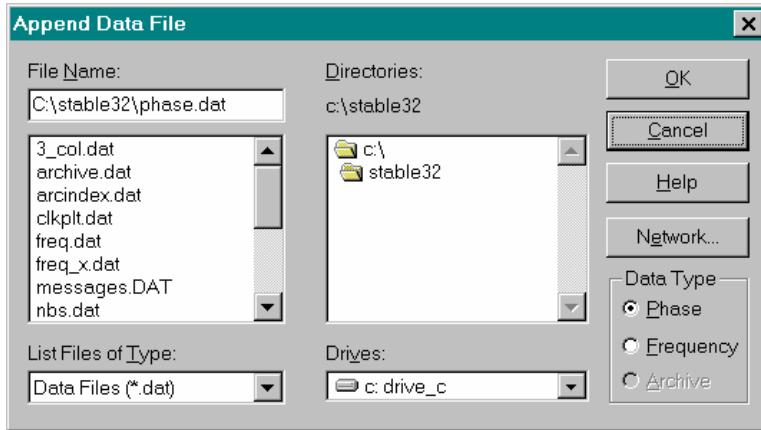 Append Data File
File Name:
C:\stable32\phase.dat
3_col.dat
archive.dat
arcindex.dat
clkplt.dat
freq.dat
freq_x.dat
messages.DAT
nbs.dat
List Files of Type:
Data Files (*.dat)
Directories:
c:\stable32
c:\
stable32
Drives:
c: drive_c
OK
Cancel
Help
Network...
Data Type
Phase
Frequency
Archive